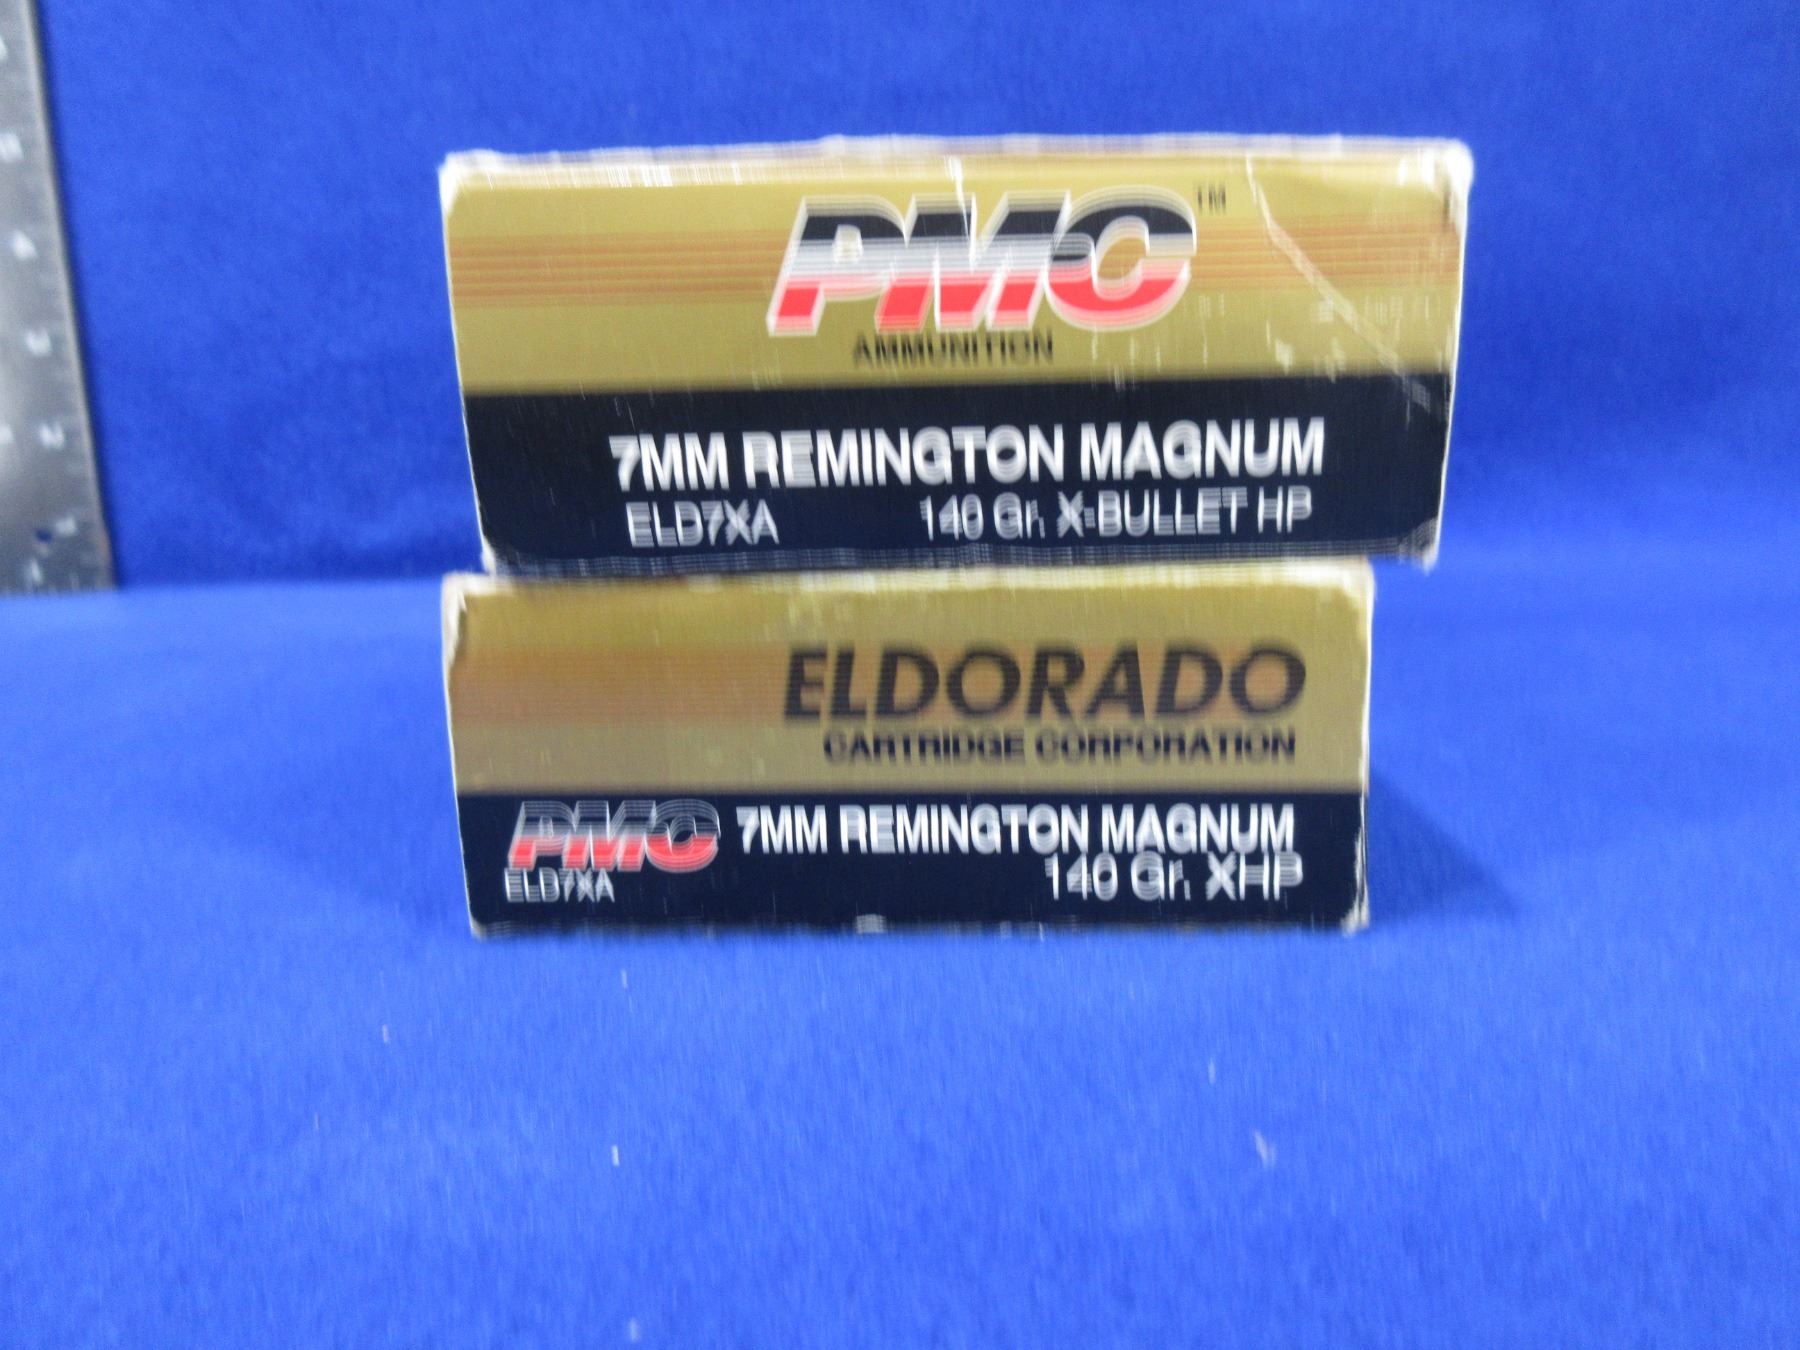 PMC™
AMMUNITION
7MM REMINGTON MAGNUM
ELD7XA 140 Gr. X-BULLET HP
ELDORADO
CARTRIDGE CORPORATION
PMC 7MM REMINGTON MAGNUM
ELD7XA 140 Gr. XHP